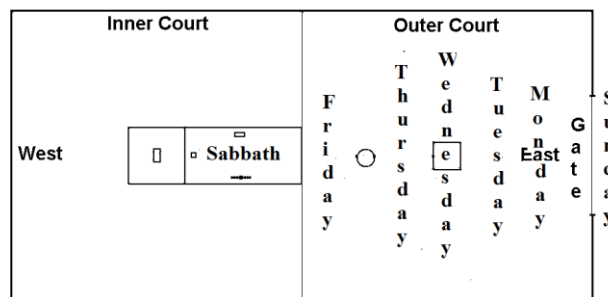 Inner Court
Outer Court
West
Sabbath
Friday
Thursday
Wednesday
Tuesday
Monday
East
Gate
Sunday